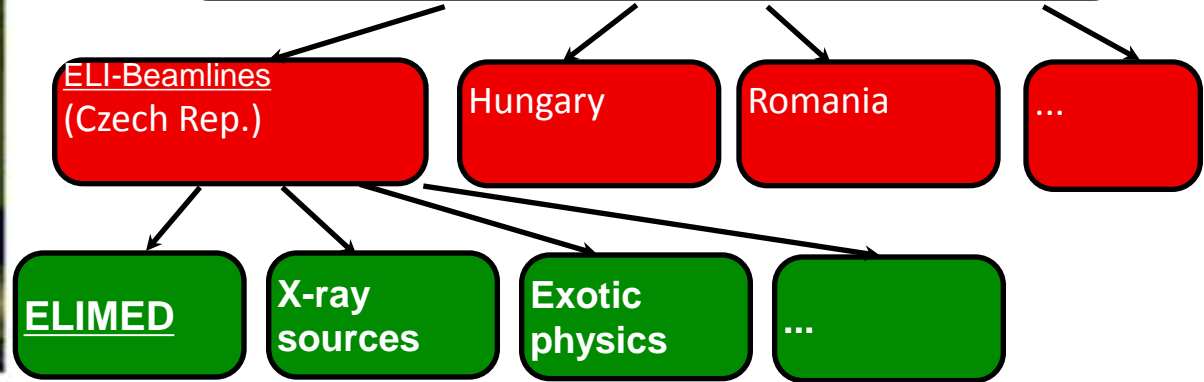 ELI-Beamlines
(Czech Rep.)
Hungary
Romania
...
ELIMED
X-ray
sources
Exotic
physics
...